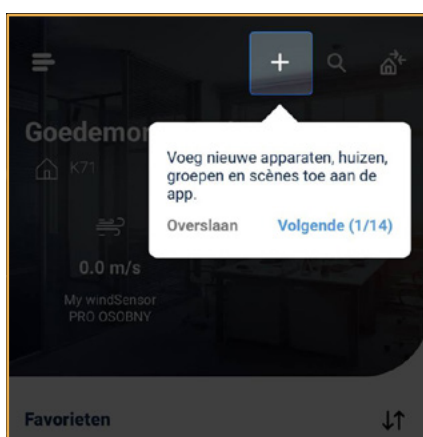 Goedemor
K71
Voeg nieuwe apparaten, huizen,
groepen en scènes toe aan de
app.
Overslaan Volgende (1/14)
0.0 m/s
My windSensor
PRO OSOBNY
Favorieten